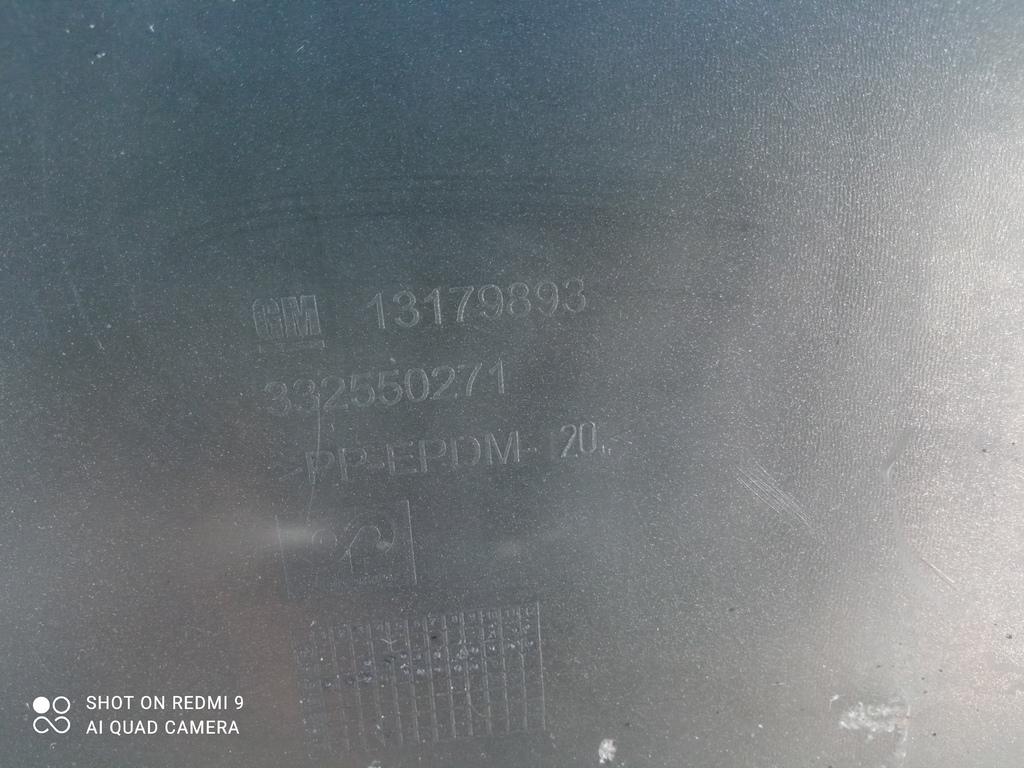 GM 13179893
332550271
>PP-EPDM- 20
SHOT ON REDMI 9
AI QUAD CAMERA